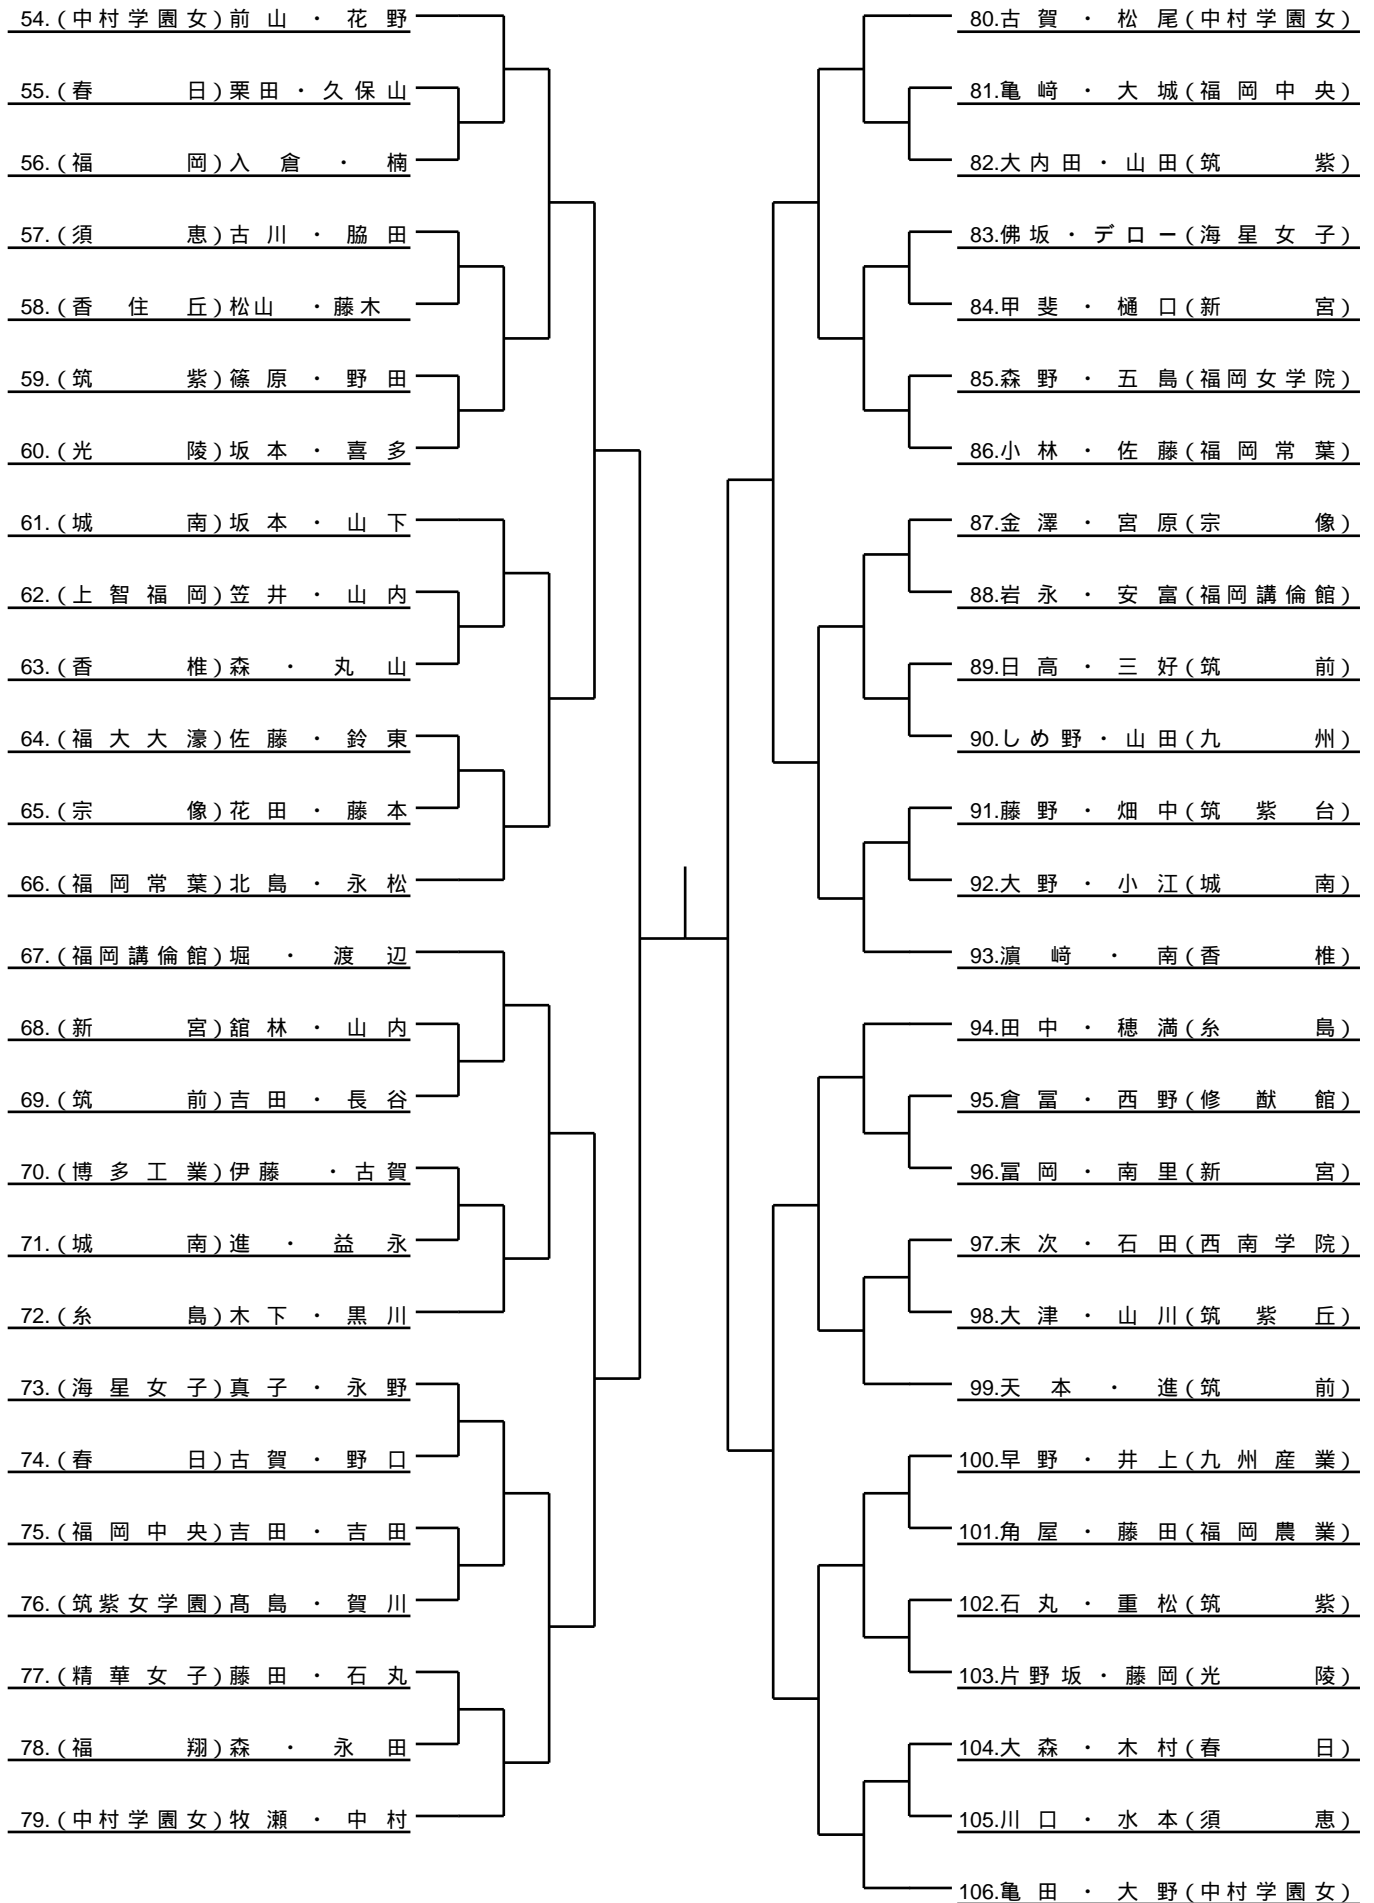 54.(中村学園女)前山・花野
55.(春日)栗田・久保山
56.(福岡)入倉・楠
57.(須恵)古川・脇田
58.(香住丘)松山・藤木
59.(筑紫)篠原・野田
60.(光陵)坂本・喜多
61.(城南)坂本・山下
62.(上智福岡)笠井・山内
63.(香椎)森・丸山
64.(福大大濠)佐藤・鈴東
65.(宗像)花田・藤本
66.(福岡常葉)北島・永松
67.(福岡講倫館)堀・渡辺
68.(新宮)舘林・山内
69.(筑前)吉田・長谷
70.(博多工業)伊藤・古賀
71.(城南)進・益永
72.(糸島)木下・黒川
73.(海星女子)真子・永野
74.(春日)古賀・野口
75.(福岡中央)吉田・吉田
76.(筑紫女学園)髙島・賀川
77.(精華女子)藤田・石丸
78.(福翔)森・永田
79.(中村学園女)牧瀬・中村
80.古賀・松尾(中村学園女)
81.亀﨑・大城(福岡中央)
82.大内田・山田(筑紫)
83.佛坂・デロー(海星女子)
84.甲斐・樋口(新宮)
85.森野・五島(福岡女学院)
86.小林・佐藤(福岡常葉)
87.金澤・宮原(宗像)
88.岩永・安富(福岡講倫館)
89.日高・三好(筑前)
90.しめ野・山田(九州)
91.藤野・畑中(筑紫台)
92.大野・小江(城南)
93.濵﨑・南(香椎)
94.田中・穂満(糸島)
95.倉冨・西野(修猷館)
96.冨岡・南里(新宮)
97.末次・石田(西南学院)
98.大津・山川(筑紫丘)
99.天本・進(筑前)
100.早野・井上(九州産業)
101.角屋・藤田(福岡農業)
102.石丸・重松(筑紫)
103.片野坂・藤岡(光陵)
104.大森・木村(春日)
105.川口・水本(須恵)
106.亀田・大野(中村学園女)